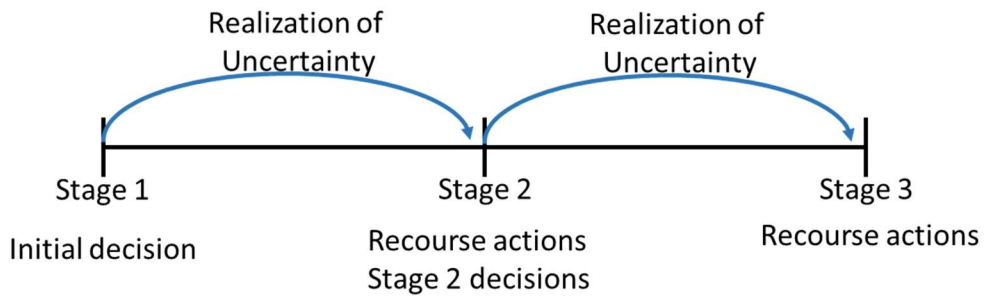 Realization of
Uncertainty
Realization of
Uncertainty
Stage 1
Stage 2
Stage 3
Initial decision
Recourse actions
Stage 2 decisions
Recourse actions